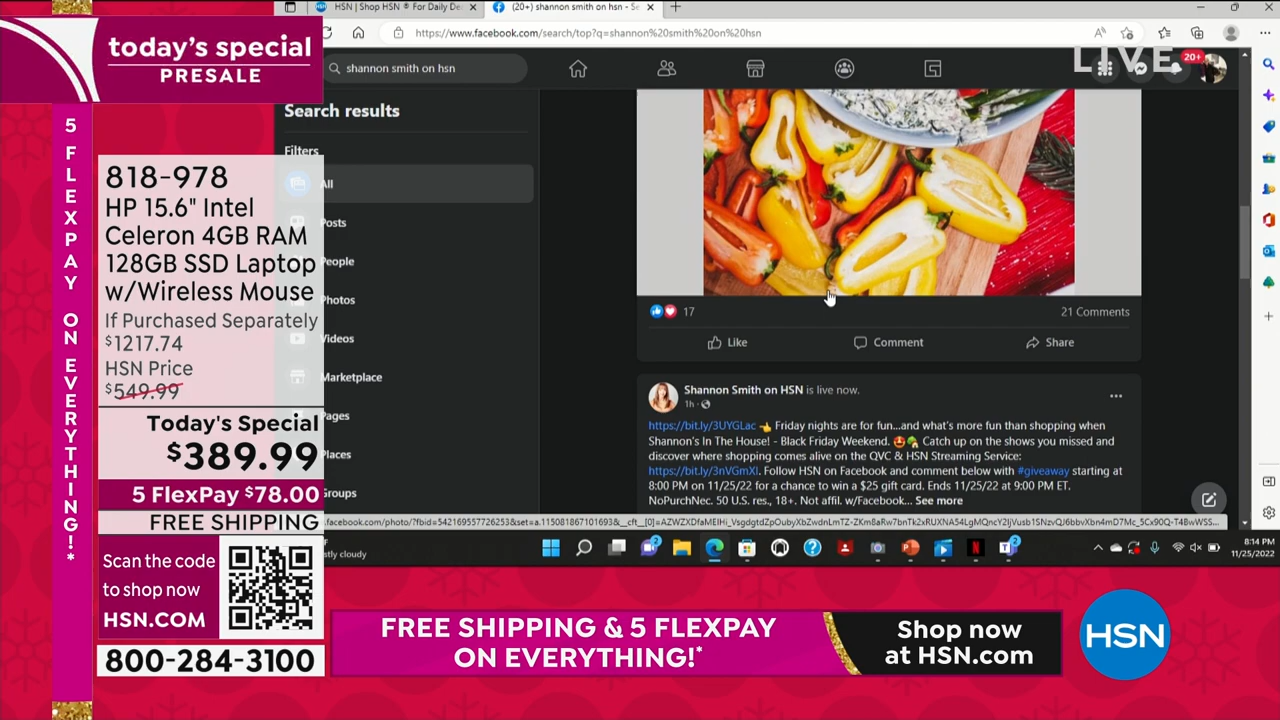 today's special
PRESALE
5 FLEXPAY ON EVERYTHING!*
818-978
HP 15.6" Intel
Celeron 4GB RAM
128GB SSD Laptop
w/Wireless Mouse
If Purchased Separately
$1217.74
HSN Price
$549.99
Today's Special
$389.99
5 FlexPay $78.00
FREE SHIPPING
Scan the code
to shop now
HSN.COM
800-284-3100
HSN | Shop HSN ® For Daily De
(20+) shannon smith on hsn - Se
https://www.facebook.com/search/top?q=shannon%20smith%20on%20hsn
shannon smith on hsn
LIVE
20+
Search results
Filters
All
Posts
People
Photos
Videos
Marketplace
Pages
Places
Groups
17
21 Comments
Like
Comment
Share
Shannon Smith on HSN is live now.
1h
https://bit.ly/3UYGLac 👈 Friday nights are for fun...and what's more fun than shopping when
Shannon's In The House! - Black Friday Weekend. 🤩🏡 Catch up on the shows you missed and
discover where shopping comes alive on the QVC & HSN Streaming Service:
https://bit.ly/3nVGmXl. Follow HSN on Facebook and comment below with #giveaway starting at
8:00 PM on 11/25/22 for a chance to win a $25 gift card. Ends 11/25/22 at 9:00 PM ET.
NoPurchNec. 50 U.S. res., 18+. Not affil. w/Facebook... See more
tly cloudy
8:14 PM
11/25/2022
FREE SHIPPING & 5 FLEXPAY
ON EVERYTHING!*
Shop now
at HSN.com
HSN